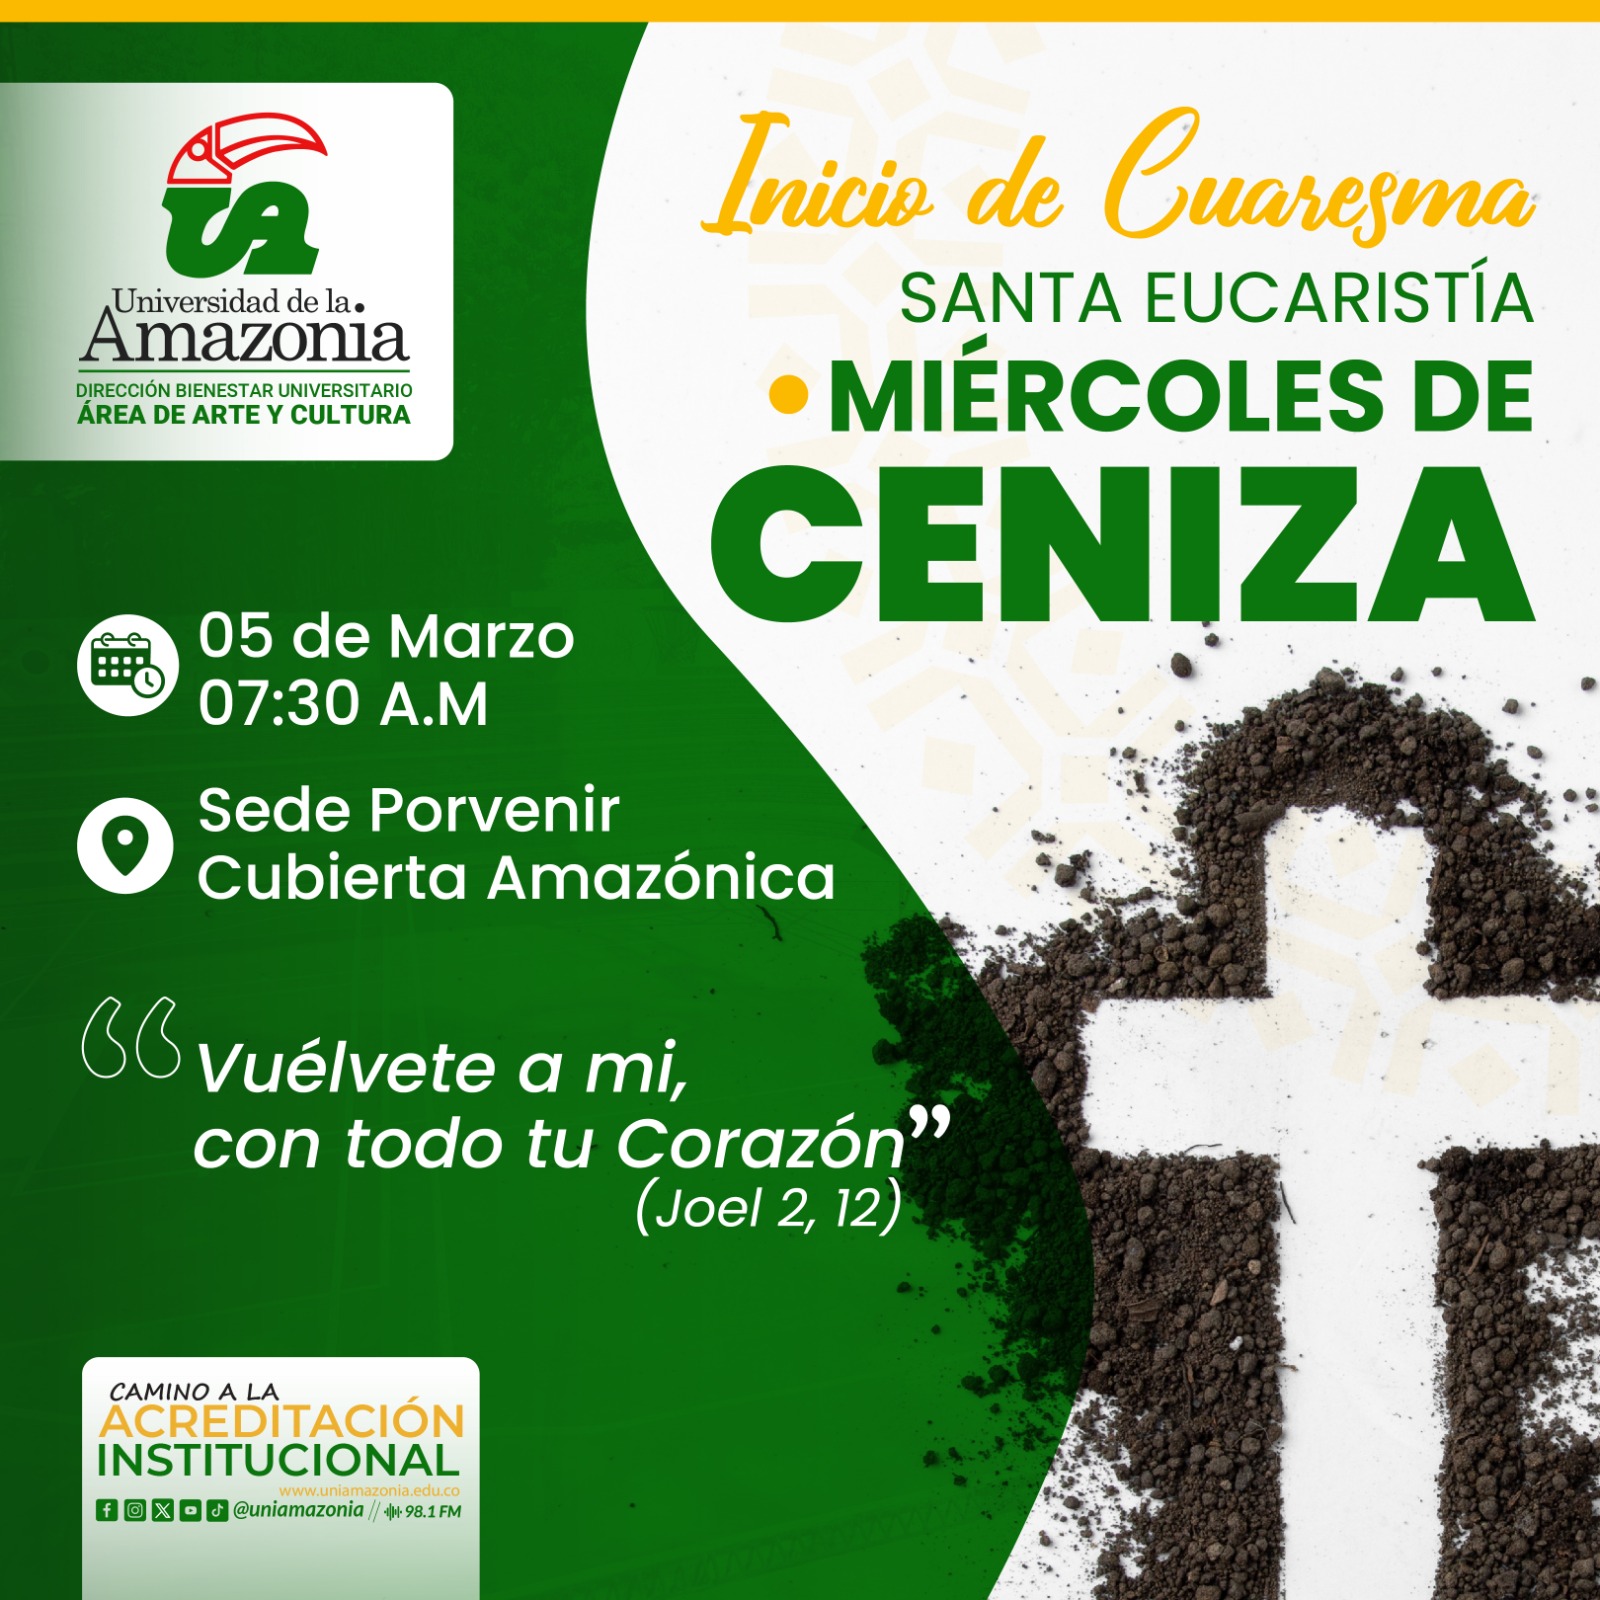 Universidad de la
Amazonia
DIRECCIÓN BIENESTAR UNIVERSITARIO
ÁREA DE ARTE Y CULTURA
Inicio de Cuaresma
SANTA EUCARISTÍA
• MIÉRCOLES DE
CENIZA
05 de Marzo
07:30 A.M
Sede Porvenir
Cubierta Amazónica
“Vuélvete a mi,
con todo tu Corazón”
(Joel 2, 12)
CAMINO A LA
ACREDITACIÓN
INSTITUCIONAL
www.uniamazonia.edu.co
@uniamazonia // 98.1 FM